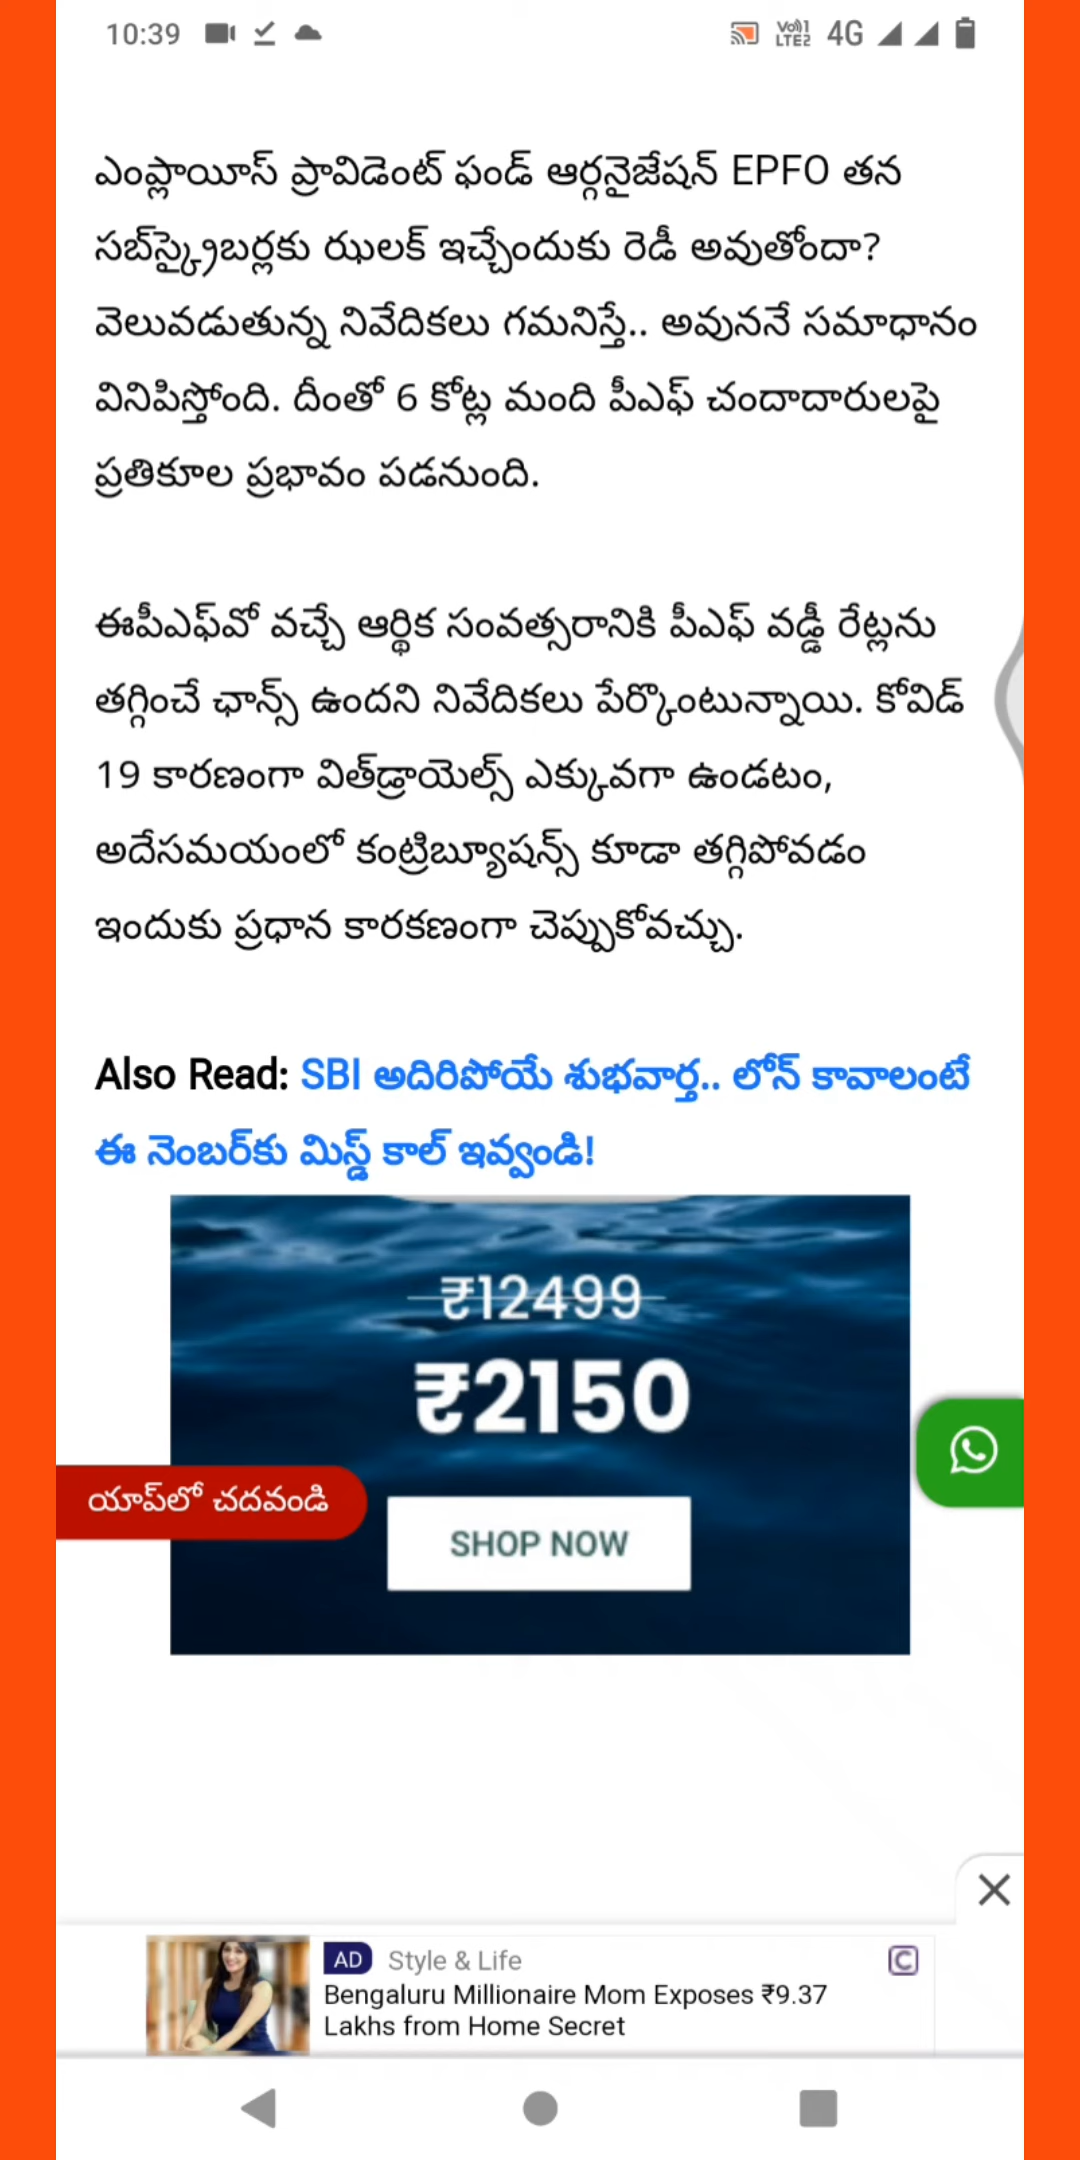 10:39
Vo))1 LTE2 4G
ఎంప్లాయీస్ ప్రావిడెంట్ ఫండ్ ఆర్గనైజేషన్ EPFO తన
సబ్‌స్క్రైబర్లకు ఝలక్ ఇచ్చేందుకు రెడీ అవుతోందా?
వెలువడుతున్న నివేదికలు గమనిస్తే.. అవుననే సమాధానం
వినిపిస్తోంది. దీంతో 6 కోట్ల మంది పీఎఫ్ చందాదారులపై
ప్రతికూల ప్రభావం పడనుంది.
ఈపీఎఫ్‌వో వచ్చే ఆర్థిక సంవత్సరానికి పీఎఫ్ వడ్డీ రేట్లను
తగ్గించే ఛాన్స్ ఉందని నివేదికలు పేర్కొంటున్నాయి. కోవిడ్
19 కారణంగా విత్‌డ్రాయెల్స్ ఎక్కువగా ఉండటం,
అదేసమయంలో కంట్రిబ్యూషన్స్ కూడా తగ్గిపోవడం
ఇందుకు ప్రధాన కారకణంగా చెప్పుకోవచ్చు.
Also Read: SBI అదిరిపోయే శుభవార్త.. లోన్ కావాలంటే
ఈ నెంబర్‌కు మిస్డ్ కాల్ ఇవ్వండి!
₹12499
₹2150
యాప్‌లో చదవండి
SHOP NOW
AD Style & Life
Bengaluru Millionaire Mom Exposes ₹9.37
Lakhs from Home Secret